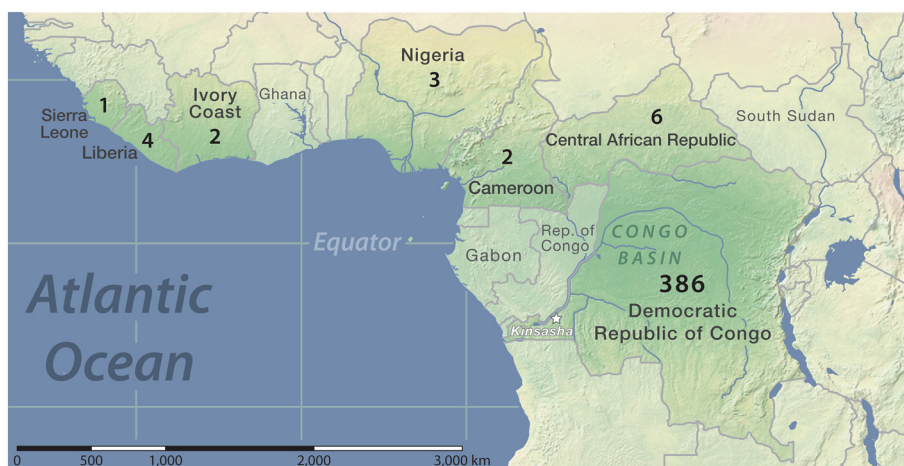 Nigeria
3
Ivory
Coast
2
Ghana
1
Sierra
Leone
4
Liberia
6
Central African Republic
South Sudan
2
Cameroon
Equator
Rep. of
Congo
Gabon
CONGO
BASIN
386
Democratic
Republic of Congo
Kinsasha
Atlantic
Ocean
0 500 1,000 2,000 3,000 km